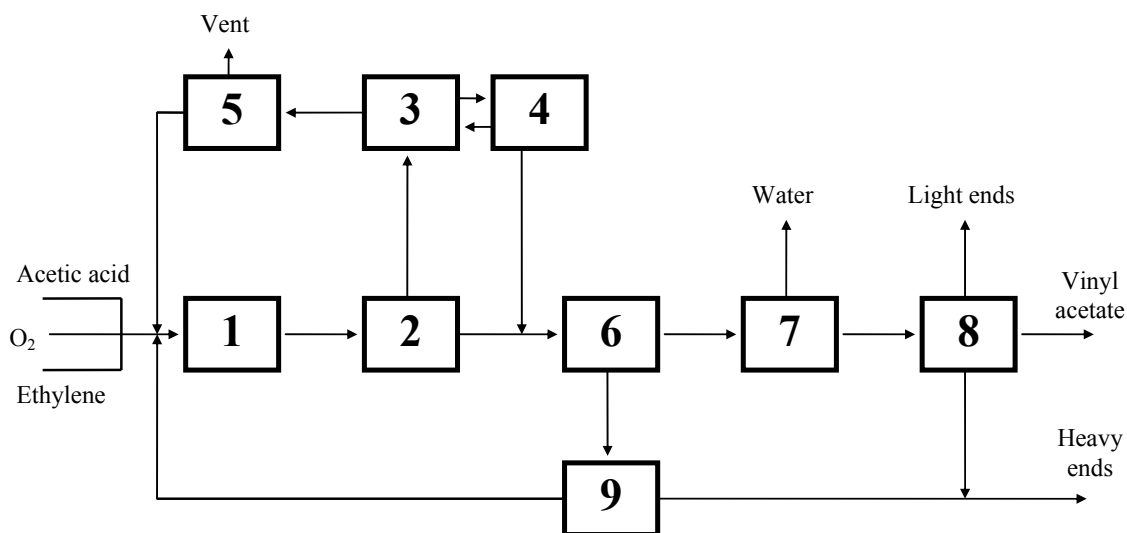 Vent
5
3
4
Water
Light ends
Acetic acid
Vinyl
acetate
O₂
1
2
6
7
8
Ethylene
Heavy
ends
9